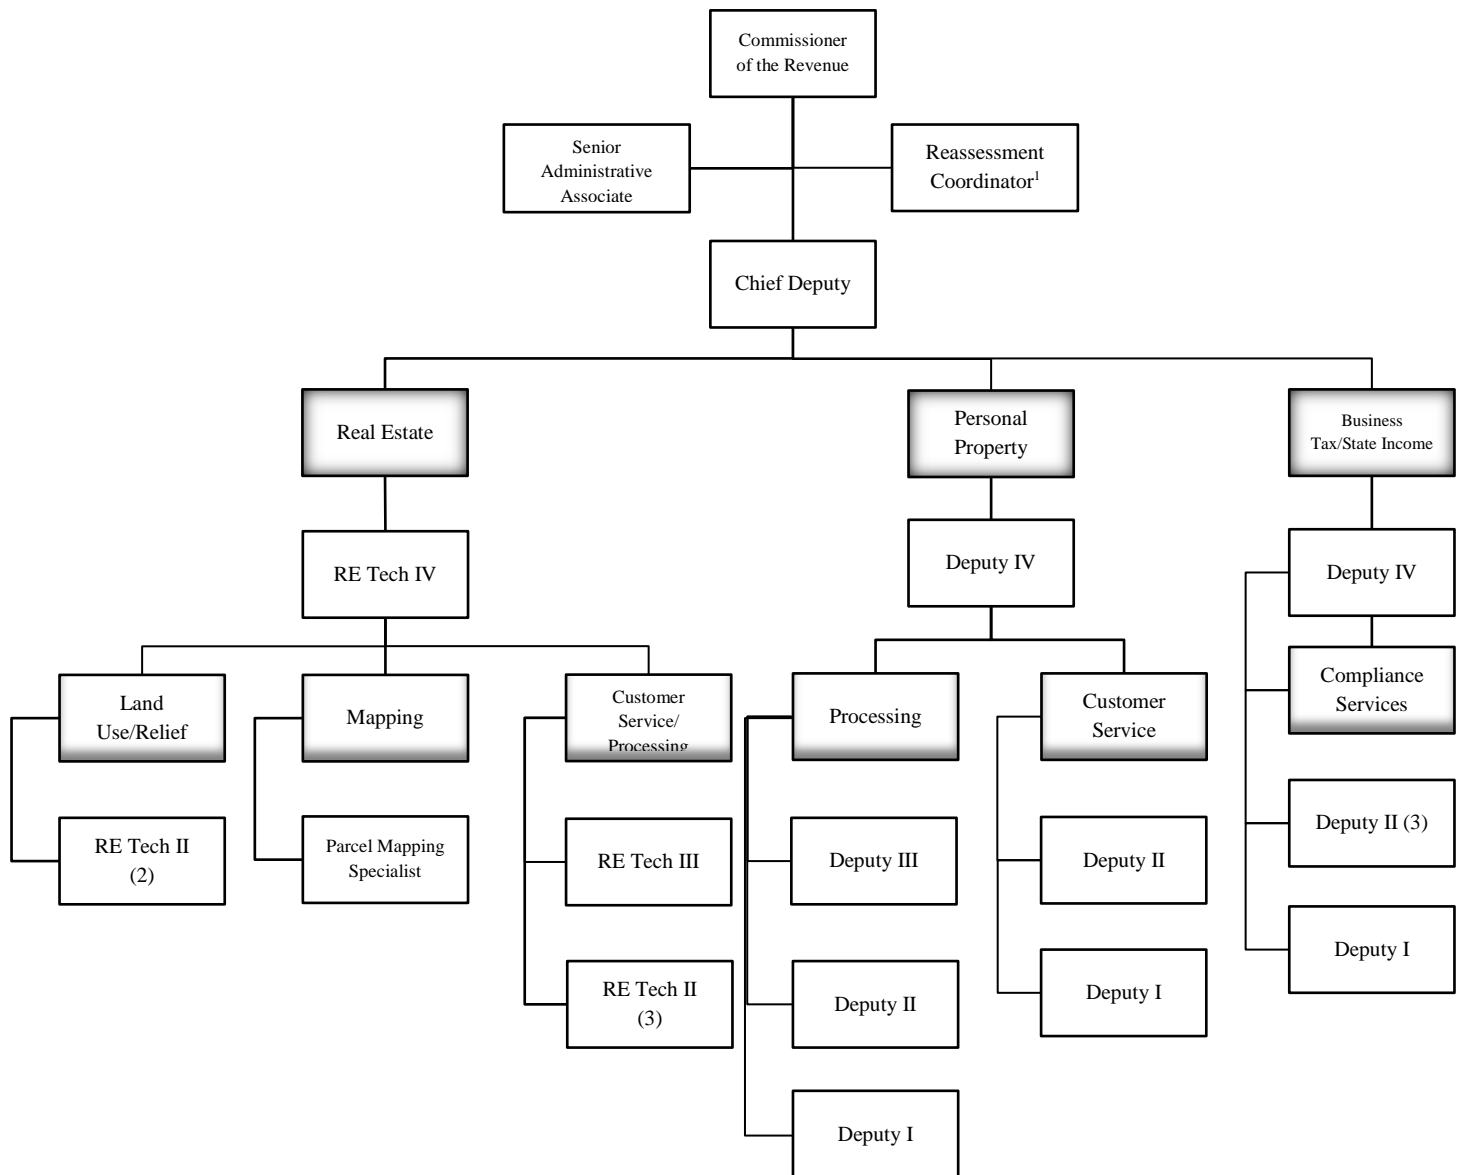 Commissioner
of the Revenue
Senior
Administrative
Associate
Reassessment
Coordinator¹
Chief Deputy
Real Estate
Personal
Property
Business
Tax/State Income
RE Tech IV
Deputy IV
Deputy IV
Land
Use/Relief
Mapping
Customer
Service/
Processing
Processing
Customer
Service
Compliance
Services
RE Tech II
(2)
Parcel Mapping
Specialist
RE Tech III
Deputy III
Deputy II
Deputy II (3)
RE Tech II
(3)
Deputy II
Deputy I
Deputy I
Deputy I